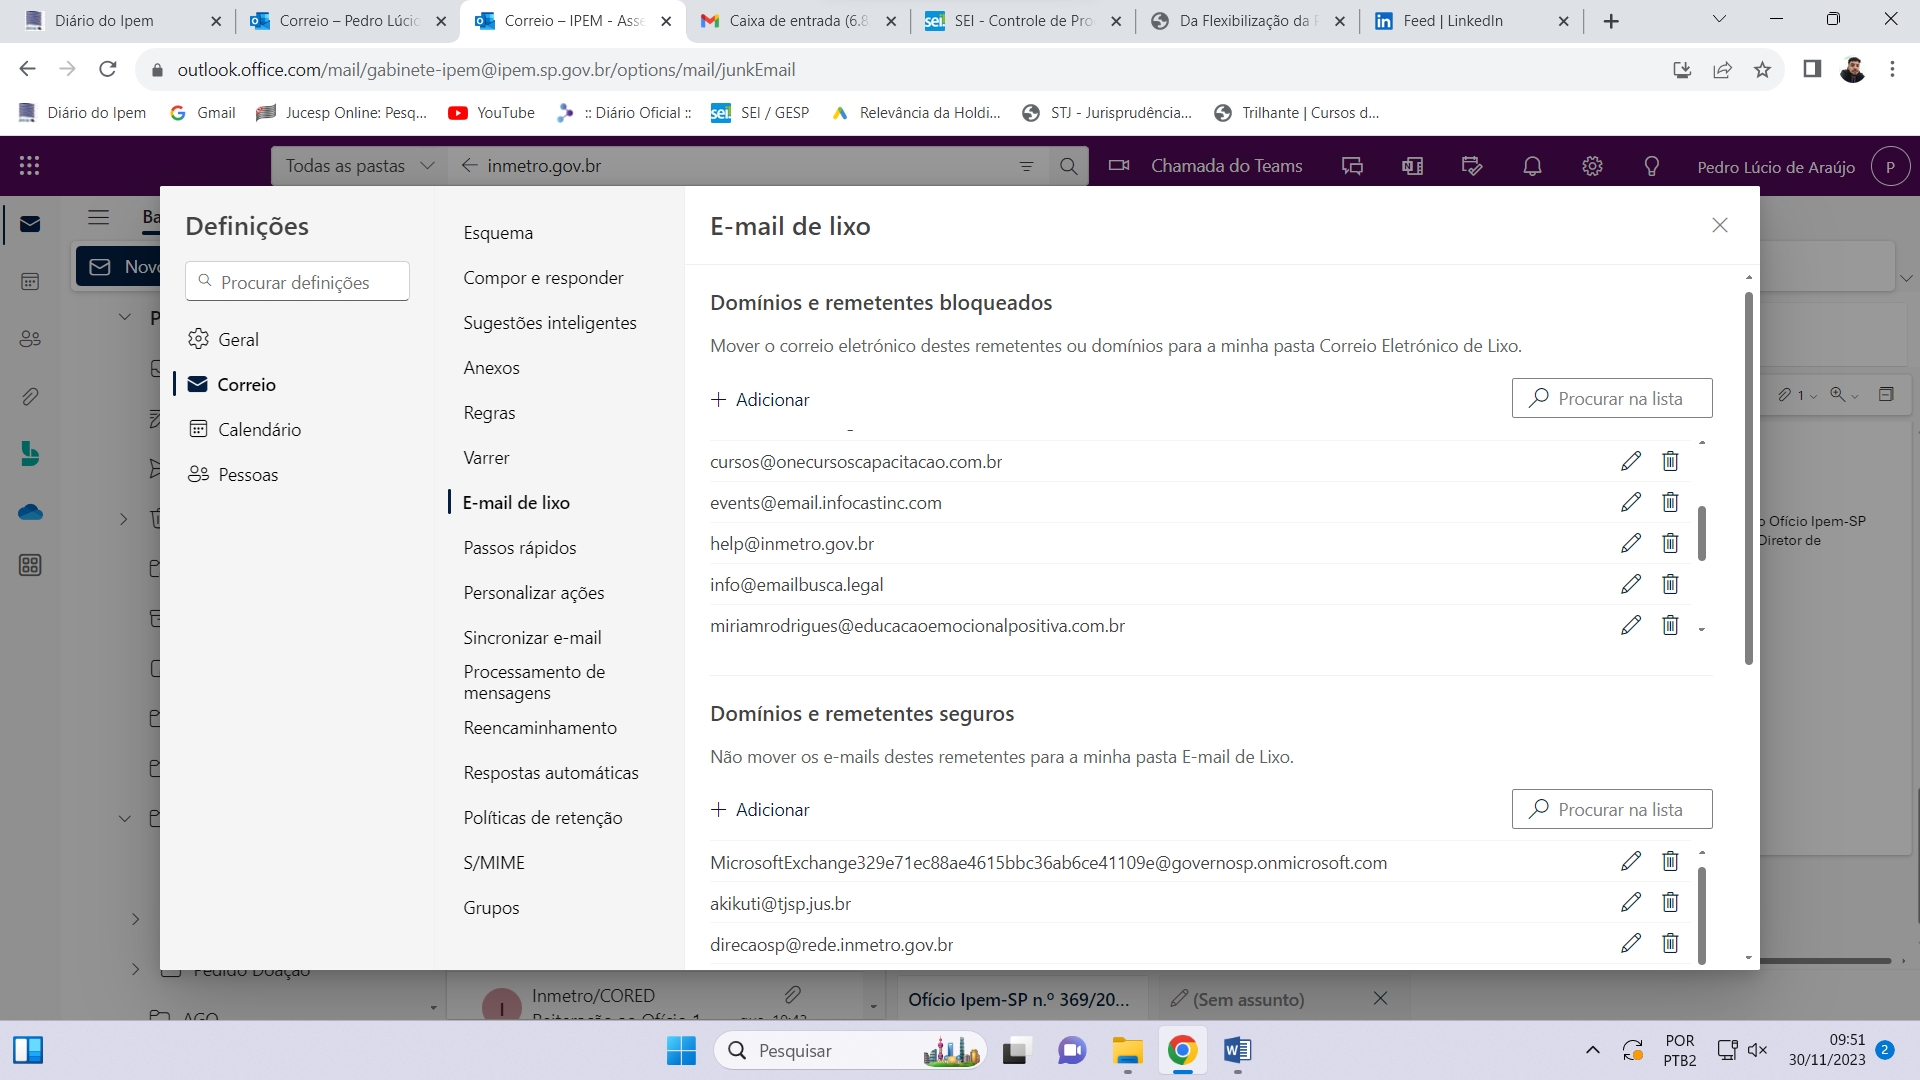 Diário do Ipem
Correio – Pedro Lúcio
Correio – IPEM - Asse
Caixa de entrada (6.8
SEI - Controle de Pro
Da Flexibilização da
Feed | LinkedIn
outlook.office.com/mail/gabinete-ipem@ipem.sp.gov.br/options/mail/junkEmail
Diário do Ipem
Gmail
Jucesp Online: Pesq...
YouTube
:: Diário Oficial ::
SEI / GESP
Relevância da Holdi...
STJ - Jurisprudência...
Trilhante | Cursos d...
Todas as pastas
inmetro.gov.br
Chamada do Teams
Pedro Lúcio de Araújo
P
Definições
Procurar definições
Geral
Correio
Calendário
Pessoas
Esquema
Compor e responder
Sugestões inteligentes
Anexos
Regras
Varrer
E-mail de lixo
Passos rápidos
Personalizar ações
Sincronizar e-mail
Processamento de
mensagens
Reencaminhamento
Respostas automáticas
Políticas de retenção
S/MIME
Grupos
E-mail de lixo
Domínios e remetentes bloqueados
Mover o correio eletrónico destes remetentes ou domínios para a minha pasta Correio Eletrónico de Lixo.
Adicionar
Procurar na lista
cursos@onecursoscapacitacao.com.br
events@email.infocastinc.com
help@inmetro.gov.br
info@emailbusca.legal
miriamrodrigues@educacaoemocionalpositiva.com.br
Domínios e remetentes seguros
Não mover os e-mails destes remetentes para a minha pasta E-mail de Lixo.
Adicionar
Procurar na lista
MicrosoftExchange329e71ec88ae4615bbc36ab6ce41109e@governosp.onmicrosoft.com
akikuti@tjsp.jus.br
direcaosp@rede.inmetro.gov.br
1
o Ofício Ipem-SP
Diretor de
Pedido Doação
AGO
I
Inmetro/CORED
Ofício Ipem-SP n.º 369/20...
(Sem assunto)
Pesquisar
POR
PTB2
09:51
30/11/2023
2